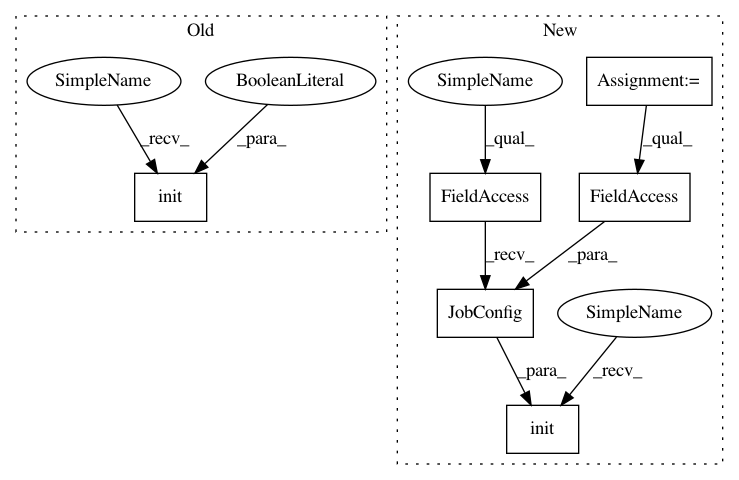 Old
SimpleName
BooleanLiteral
_recv_
_para_
init
New
SimpleName
Assignment:=
_qual_
_qual_
FieldAccess
FieldAccess
_recv_
_para_
JobConfig
SimpleName
_para_
_recv_
init